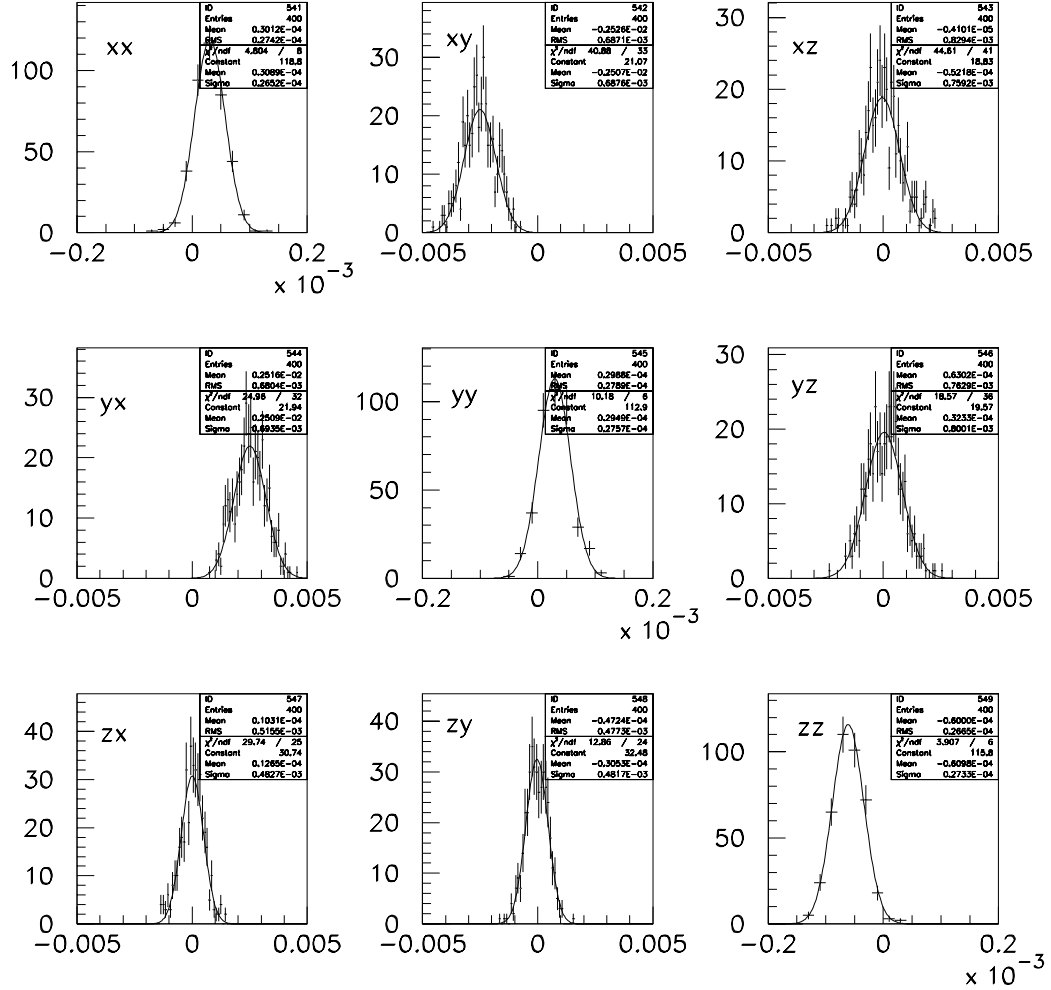 xx
ID 541
Entries 400
Mean 0.3012E-04
RMS 0.2742E-04
χ²/ndf 4.804 / 8
Constant 118.8
Mean 0.3089E-04
Sigma 0.2652E-04
100
50
0
-0.2 0 0.2
x 10 -3
xy
ID 542
Entries 400
Mean -0.2526E-02
RMS 0.6871E-03
χ²/ndf 40.88 / 33
Constant 21.07
Mean -0.2507E-02
Sigma 0.6876E-03
30
20
10
0
-0.005 0 0.005
xz
ID 543
Entries 400
Mean -0.4101E-05
RMS 0.8294E-03
χ²/ndf 44.61 / 41
Constant 18.83
Mean -0.5218E-04
Sigma 0.7592E-03
30
20
10
0
-0.005 0 0.005
yx
ID 544
Entries 400
Mean 0.2516E-02
RMS 0.6804E-03
χ²/ndf 24.98 / 32
Constant 21.94
Mean 0.2509E-02
Sigma 0.6935E-03
30
20
10
0
-0.005 0 0.005
yy
ID 545
Entries 400
Mean 0.2988E-04
RMS 0.2789E-04
χ²/ndf 10.18 / 6
Constant 112.9
Mean 0.2949E-04
Sigma 0.2757E-04
100
50
0
-0.2 0 0.2
x 10 -3
yz
ID 546
Entries 400
Mean 0.6302E-04
RMS 0.7629E-03
χ²/ndf 18.57 / 36
Constant 19.57
Mean 0.3233E-04
Sigma 0.8001E-03
30
20
10
0
-0.005 0 0.005
zx
ID 547
Entries 400
Mean 0.1031E-04
RMS 0.5155E-03
χ²/ndf 29.74 / 25
Constant 30.74
Mean 0.1265E-04
Sigma 0.4827E-03
40
30
20
10
0
-0.005 0 0.005
zy
ID 548
Entries 400
Mean -0.4724E-04
RMS 0.4773E-03
χ²/ndf 12.86 / 24
Constant 32.48
Mean -0.3053E-04
Sigma 0.4817E-03
40
30
20
10
0
-0.005 0 0.005
zz
ID 549
Entries 400
Mean -0.6000E-04
RMS 0.2665E-04
χ²/ndf 3.907 / 6
Constant 115.8
Mean -0.6098E-04
Sigma 0.2733E-04
100
50
0
-0.2 0 0.2
x 10 -3